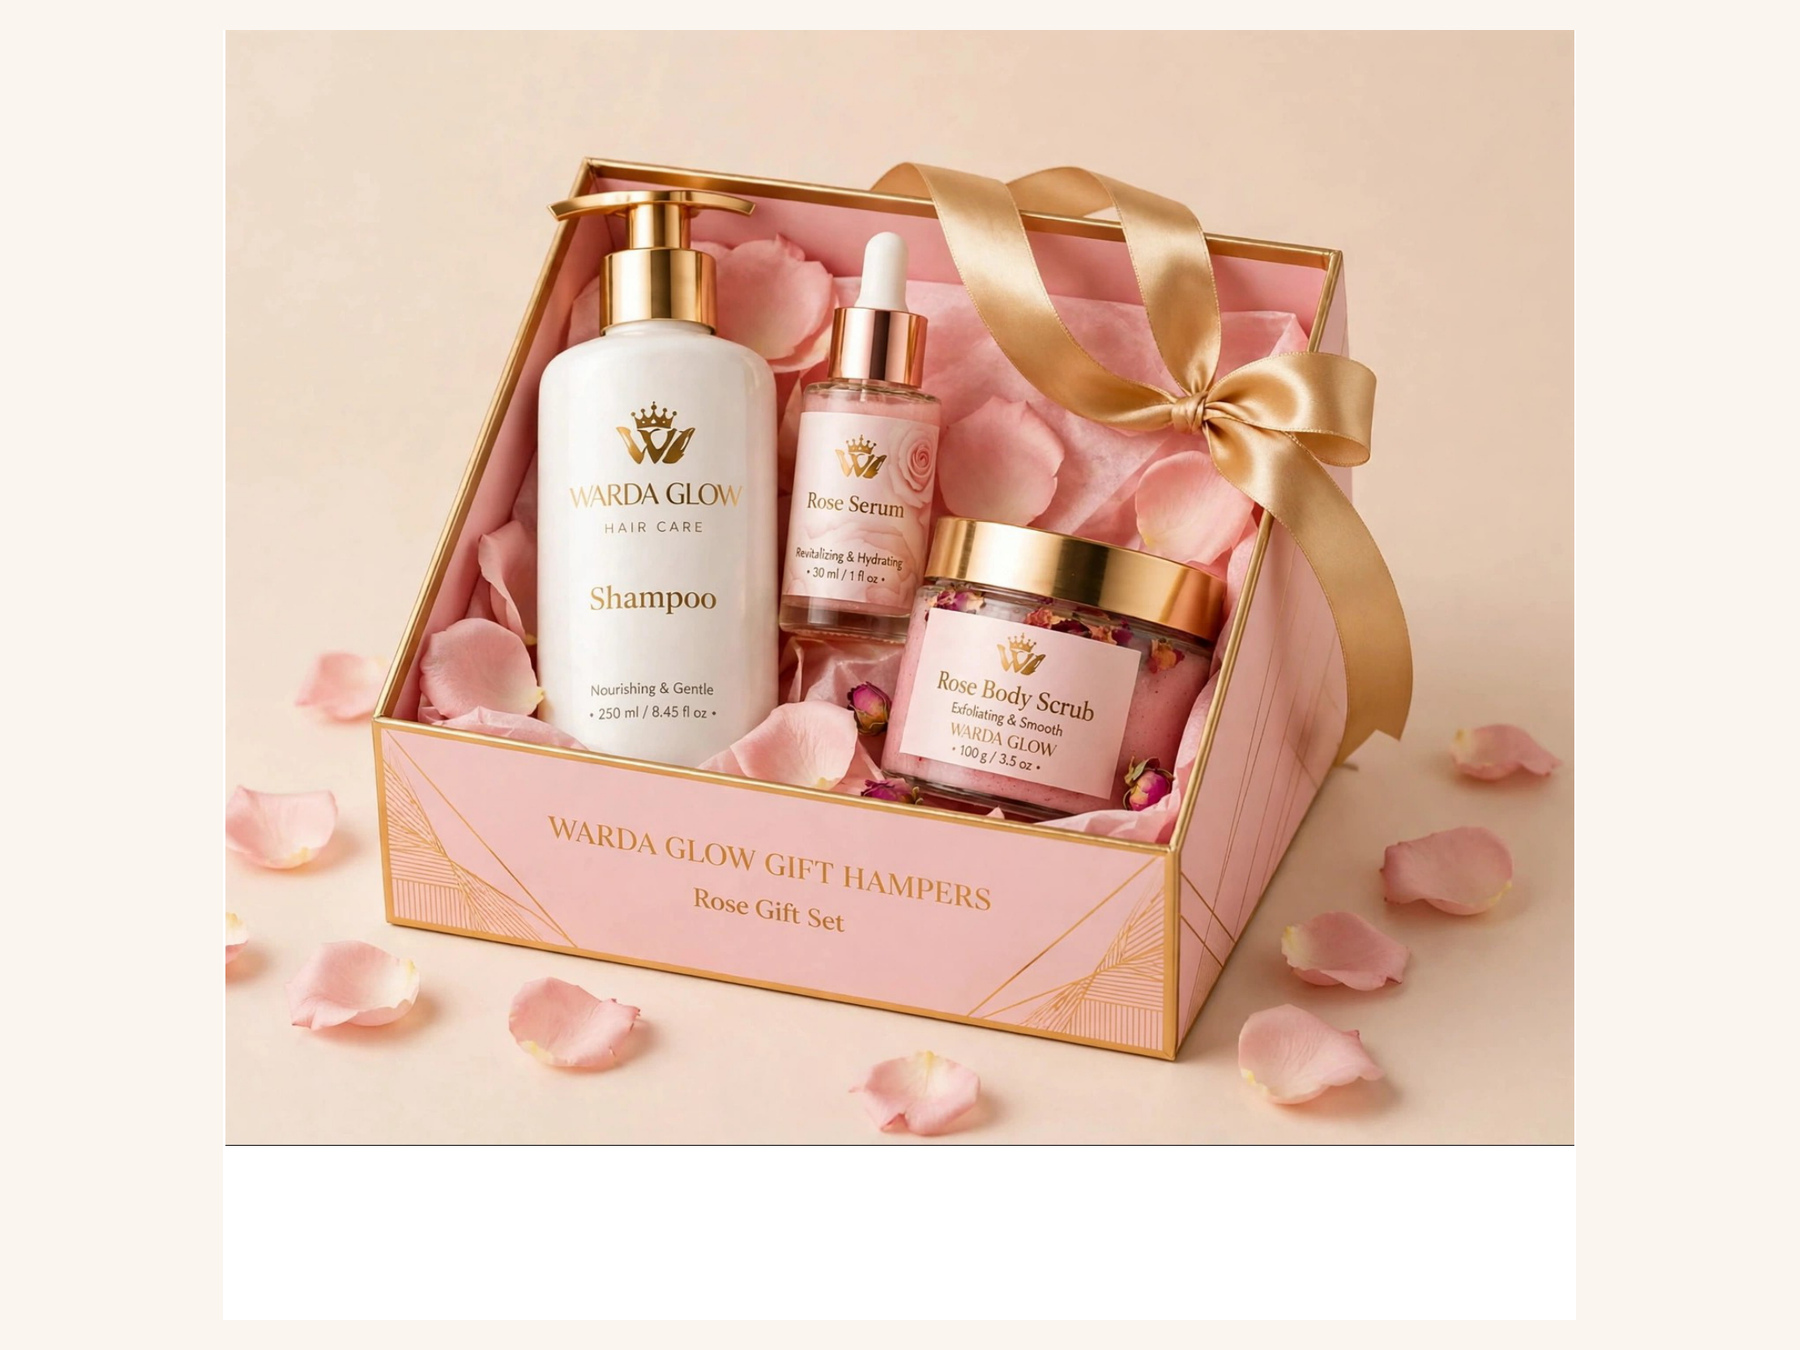 WARDA GLOW
HAIR CARE
Shampoo
Nourishing & Gentle
• 250 ml / 8.45 fl oz •
Rose Serum
Revitalizing & Hydrating
• 30 ml / 1 fl oz •
Rose Body Scrub
Exfoliating & Smooth
WARDA GLOW
• 100 g / 3.5 oz •
WARDA GLOW GIFT HAMPERS
Rose Gift Set